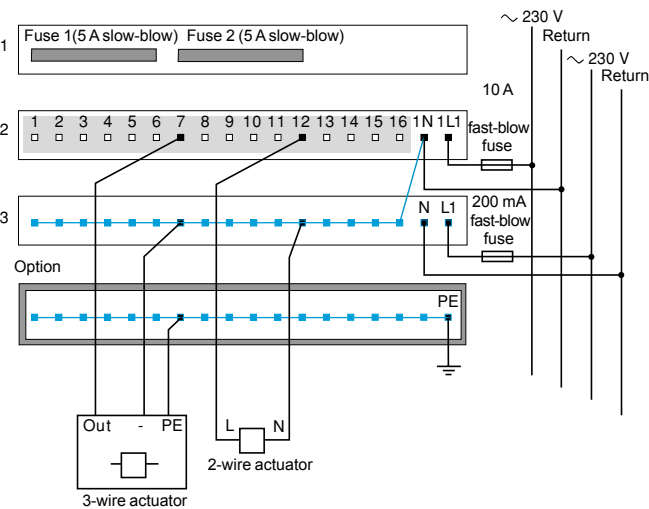 ∼ 230 V
Return
∼ 230 V
Return
1
Fuse 1(5 A slow-blow) Fuse 2 (5 A slow-blow)
10 A
fast-blow
fuse
2
1 2 3 4 5 6 7 8 9 10 11 12 13 14 15 16 1N 1L1
3
N L1
200 mA
fast-blow
fuse
Option
PE
Out - PE
L N
2-wire actuator
3-wire actuator